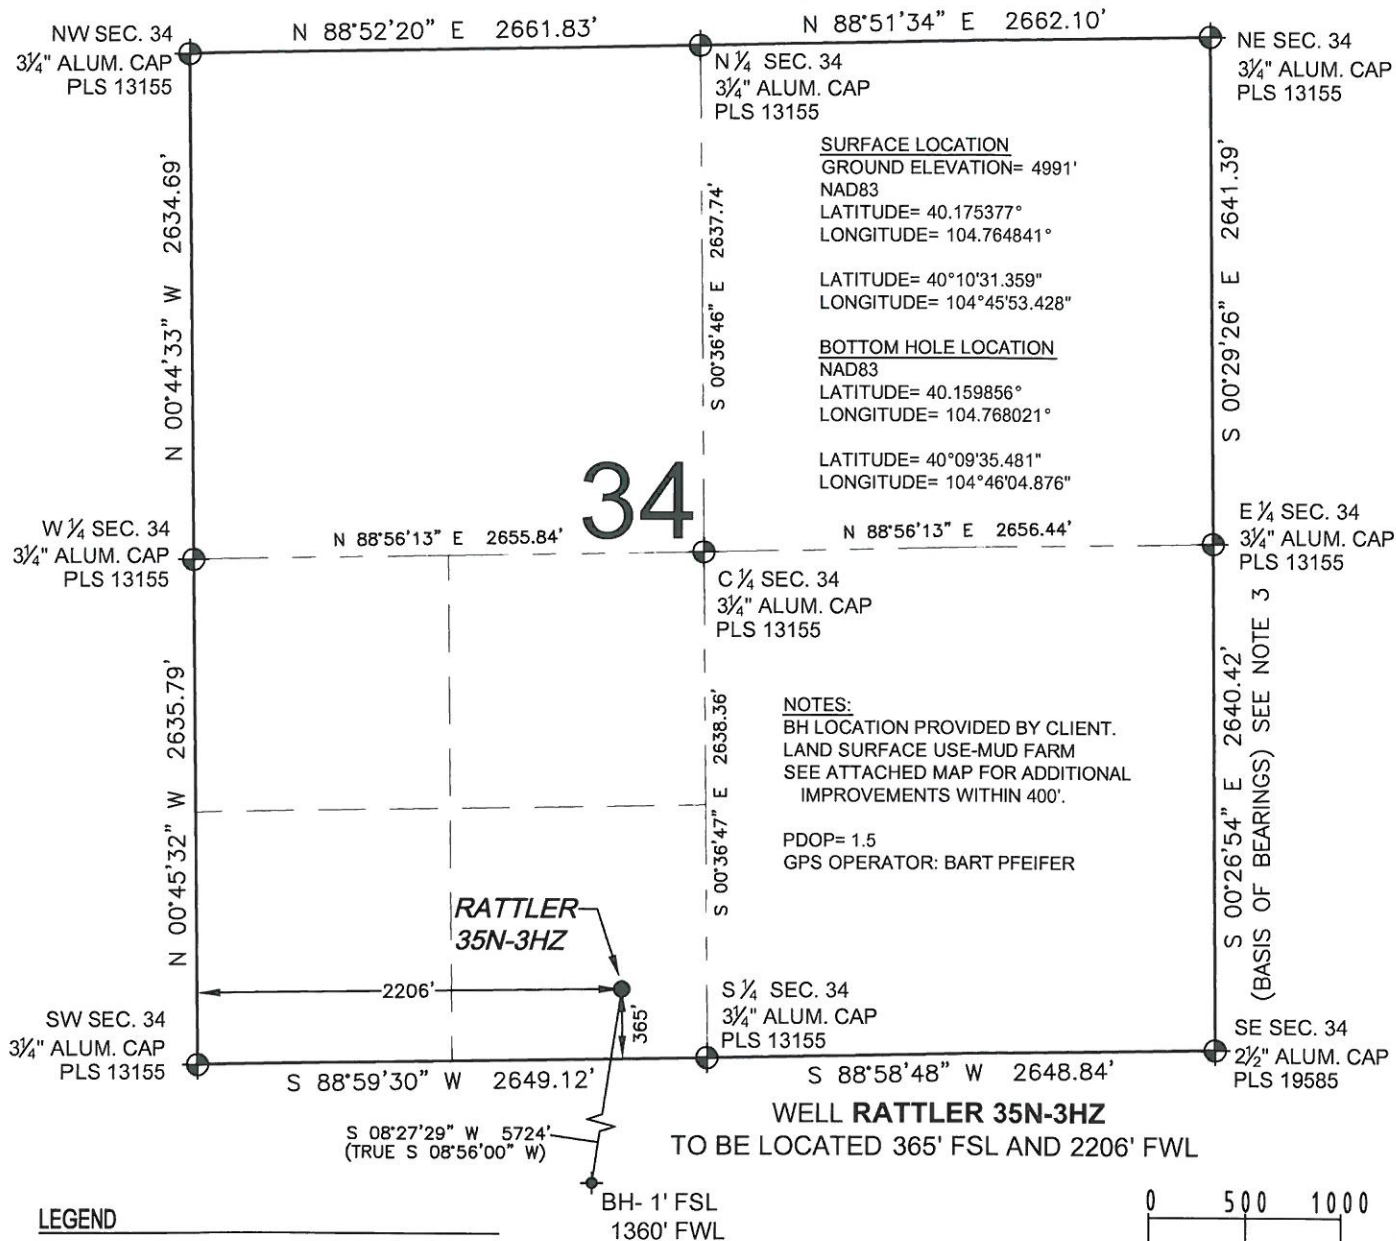 N 88°52'20" E 2661.83'
N 88°51'34" E 2662.10'
NW SEC. 34
3¼" ALUM. CAP
PLS 13155
N ¼ SEC. 34
3¼" ALUM. CAP
PLS 13155
NE SEC. 34
3¼" ALUM. CAP
PLS 13155
N 00°44'33" W 2634.69'
S 00°36'46" E 2637.74'
S 00°29'26" E 2641.39'
SURFACE LOCATION
GROUND ELEVATION= 4991'
NAD83
LATITUDE= 40.175377°
LONGITUDE= 104.764841°
LATITUDE= 40°10'31.359"
LONGITUDE= 104°45'53.428"
BOTTOM HOLE LOCATION
NAD83
LATITUDE= 40.159856°
LONGITUDE= 104.768021°
LATITUDE= 40°09'35.481"
LONGITUDE= 104°46'04.876"
34
W ¼ SEC. 34
3¼" ALUM. CAP
PLS 13155
N 88°56'13" E 2655.84'
N 88°56'13" E 2656.44'
E ¼ SEC. 34
3¼" ALUM. CAP
PLS 13155
C ¼ SEC. 34
3¼" ALUM. CAP
PLS 13155
N 00°45'32" W 2635.79'
S 00°36'47" E 2638.36'
S 00°26'54" E 2640.42'
(BASIS OF BEARINGS) SEE NOTE 3
NOTES:
BH LOCATION PROVIDED BY CLIENT.
LAND SURFACE USE-MUD FARM
SEE ATTACHED MAP FOR ADDITIONAL
IMPROVEMENTS WITHIN 400'.
PDOP= 1.5
GPS OPERATOR: BART PFEIFER
RATTLER
35N-3HZ
2206'
365'
SW SEC. 34
3¼" ALUM. CAP
PLS 13155
S ¼ SEC. 34
3¼" ALUM. CAP
PLS 13155
SE SEC. 34
2½" ALUM. CAP
PLS 19585
S 88°59'30" W 2649.12'
S 88°58'48" W 2648.84'
WELL RATTLER 35N-3HZ
TO BE LOCATED 365' FSL AND 2206' FWL
S 08°27'29" W 5724'
(TRUE S 08°56'00" W)
BH- 1' FSL
1360' FWL
LEGEND
0 500 1000